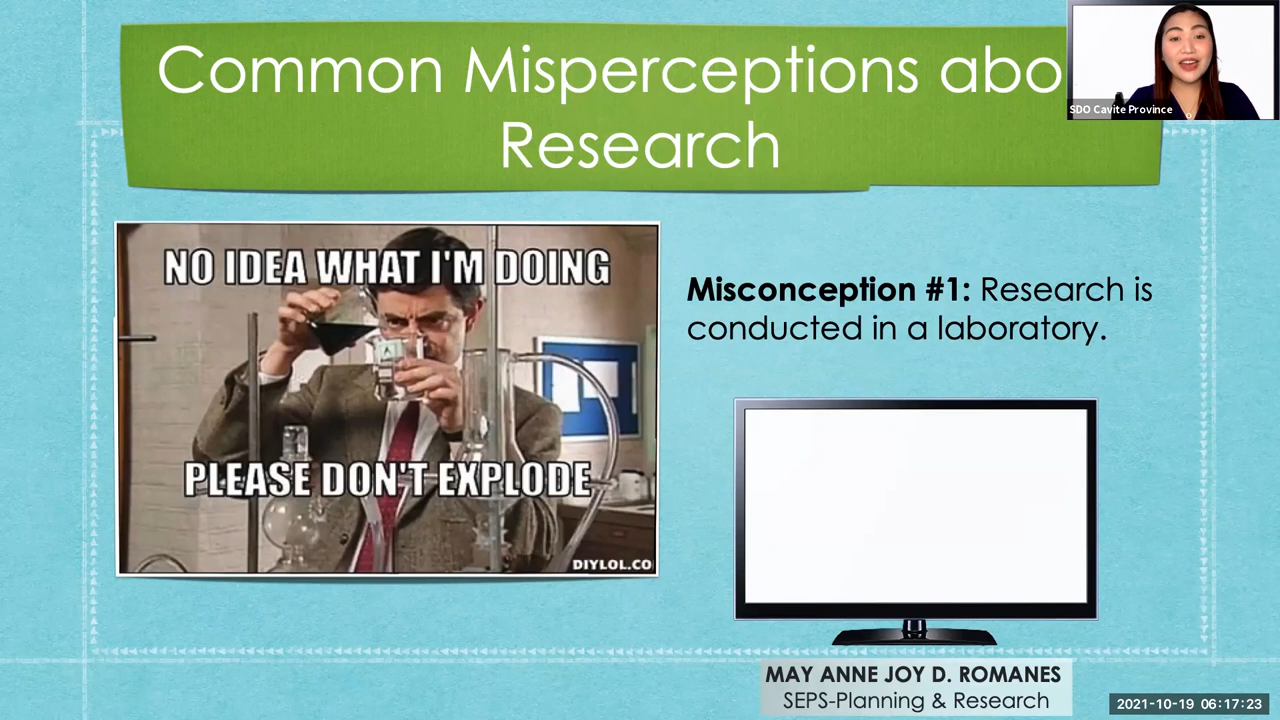 Common Misperceptions abo
Research
SDO Cavite Province
NO IDEA WHAT I'M DOING
PLEASE DON'T EXPLODE
DIYLOL.CO
Misconception #1: Research is
conducted in a laboratory.
MAY ANNE JOY D. ROMANES
SEPS-Planning & Research
2021-10-19 06:17:23